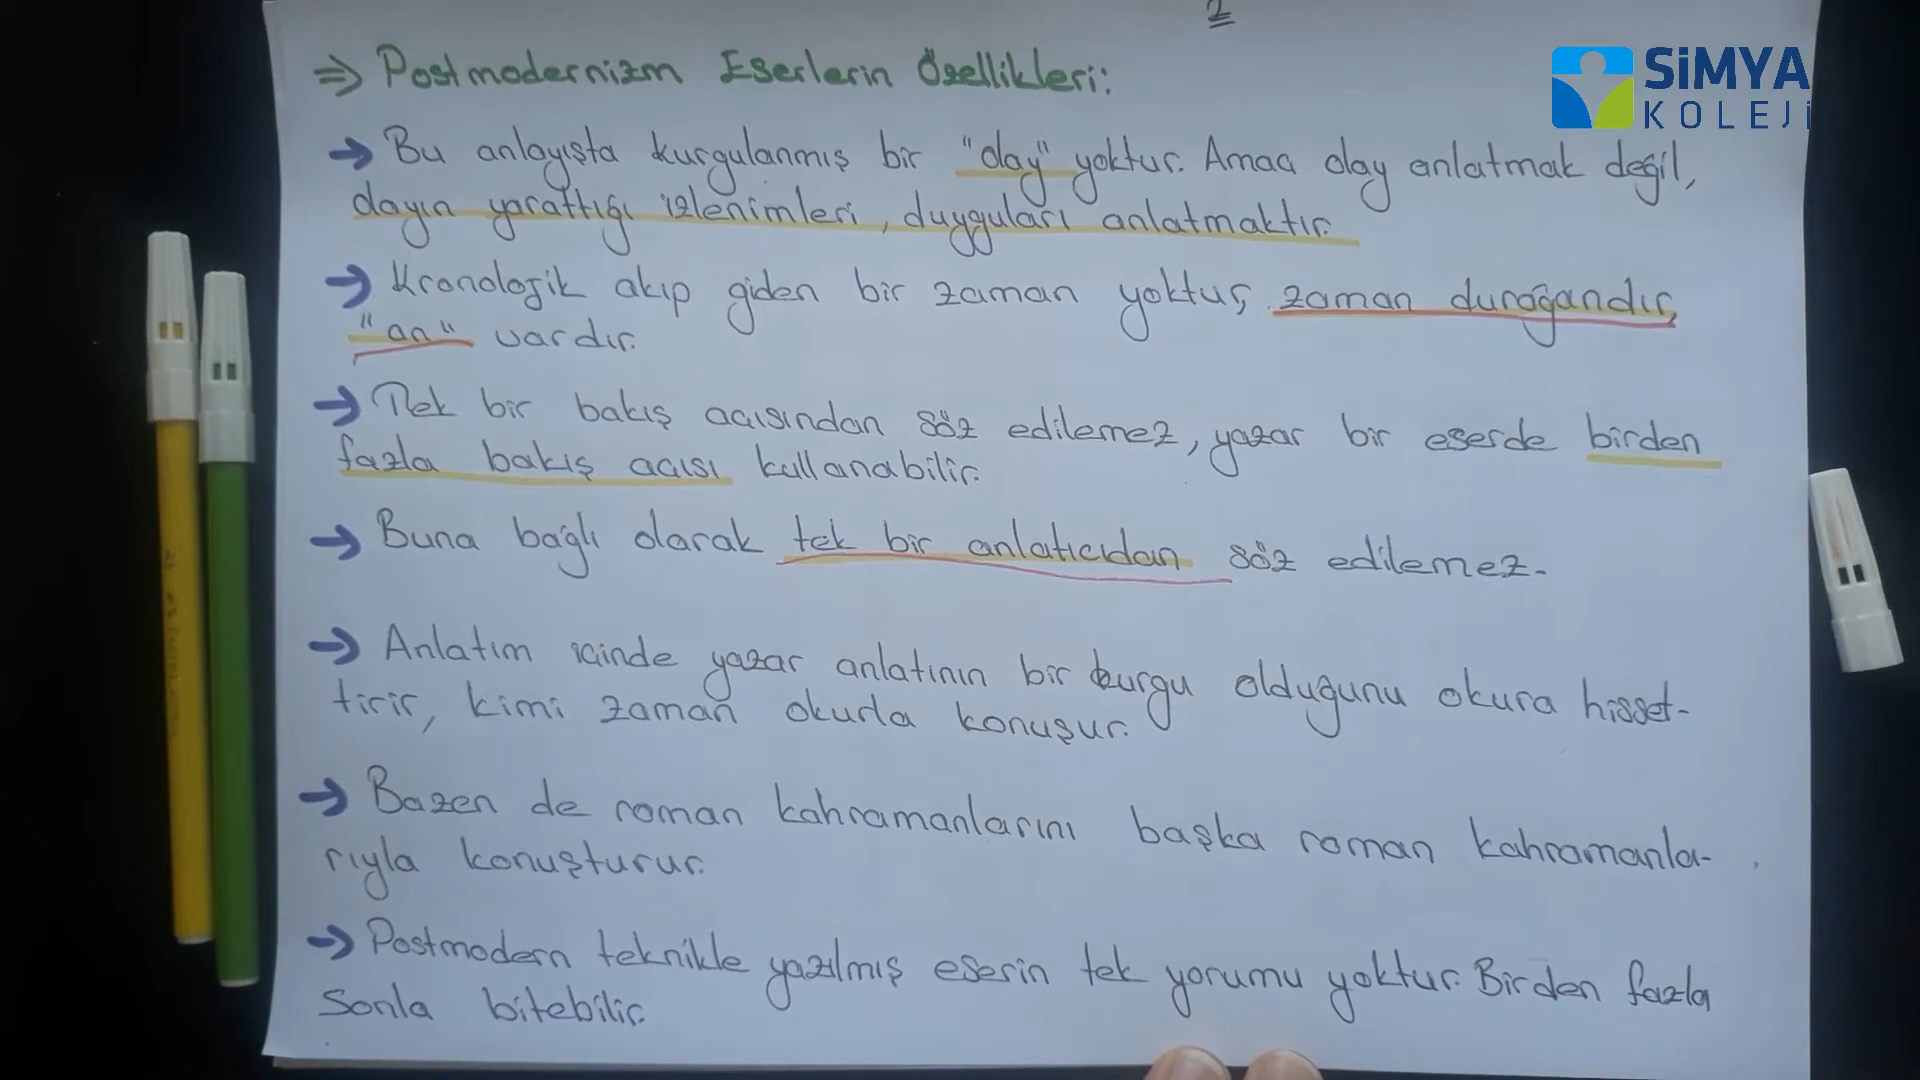 2
⇒ Postmodernizm Eserlerin Özellikleri:
SİMYA
KOLEJİ
→ Bu anlayışta kurgulanmış bir "olay" yoktur. Amaç olay anlatmak değil,
olayın yarattığı izlenimleri, duyguları anlatmaktır.
→ Kronolojik akıp giden bir zaman yoktur, zaman durağandır,
"an" vardır.
→ Tek bir bakış açısından söz edilemez, yazar bir eserde birden
fazla bakış açısı kullanabilir.
→ Buna bağlı olarak tek bir anlatıcıdan söz edilemez.
→ Anlatım içinde yazar anlatının bir kurgu olduğunu okura hisset-
tirir, kimi zaman okurla konuşur.
→ Bazen de roman kahramanlarını başka roman kahramanla-
rıyla konuşturur.
→ Postmodern teknikle yazılmış eserin tek yorumu yoktur. Birden fazla
sonla bitebilir.